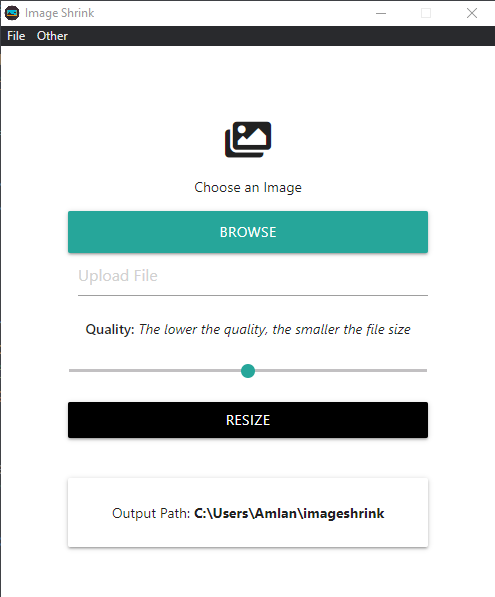 Image Shrink
File Other
Choose an Image
BROWSE
Upload File
Quality: The lower the quality, the smaller the file size
RESIZE
Output Path: C:\Users\Amlan\imageshrink